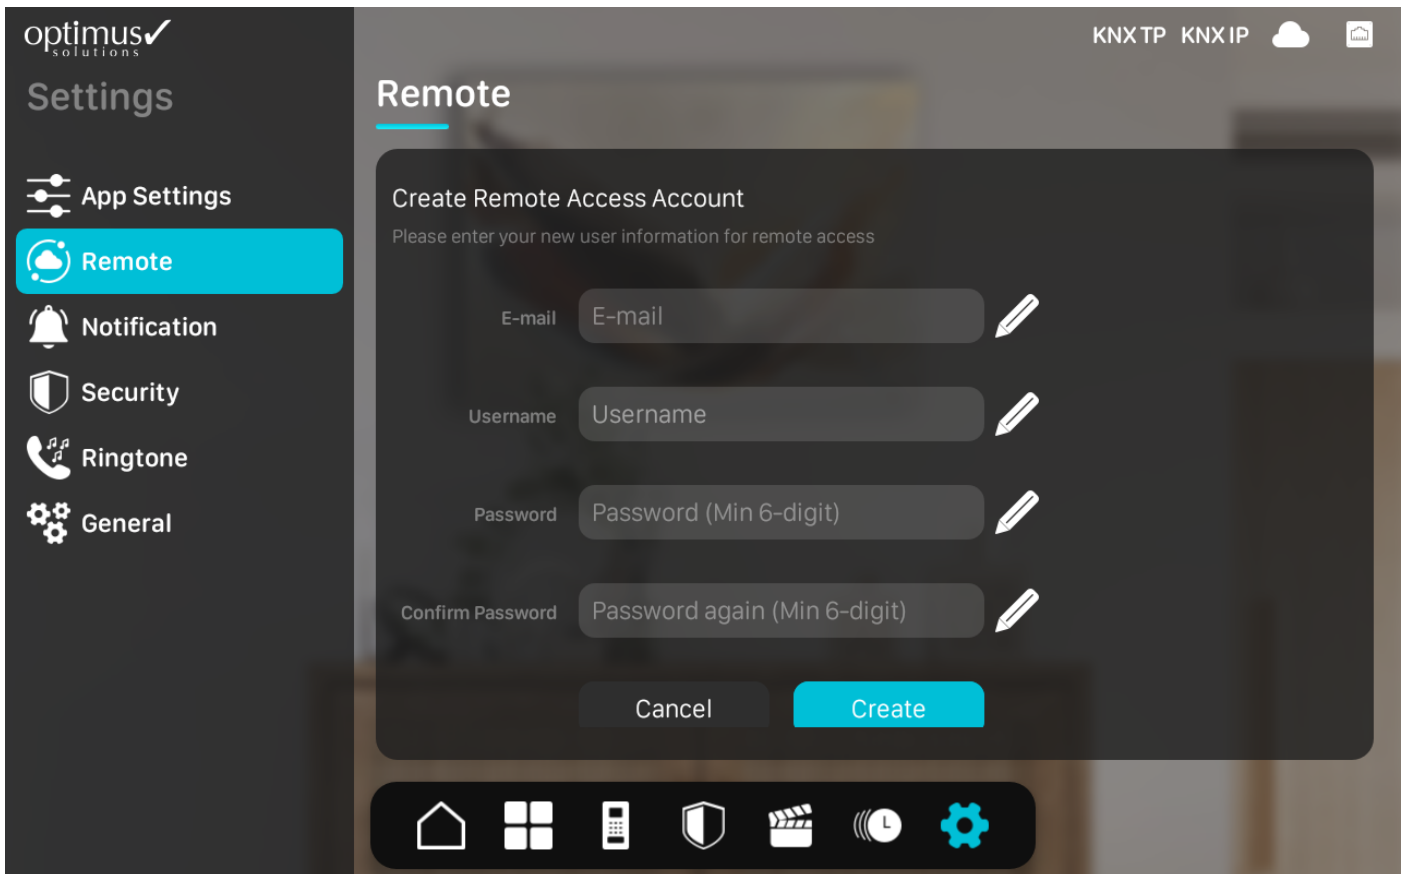 optimus
solutions
KNX TP KNX IP
Settings
Remote
App Settings
Remote
Notification
Security
Ringtone
General
Create Remote Access Account
Please enter your new user information for remote access
E-mail E-mail
Username Username
Password Password (Min 6-digit)
Confirm Password Password again (Min 6-digit)
Cancel Create